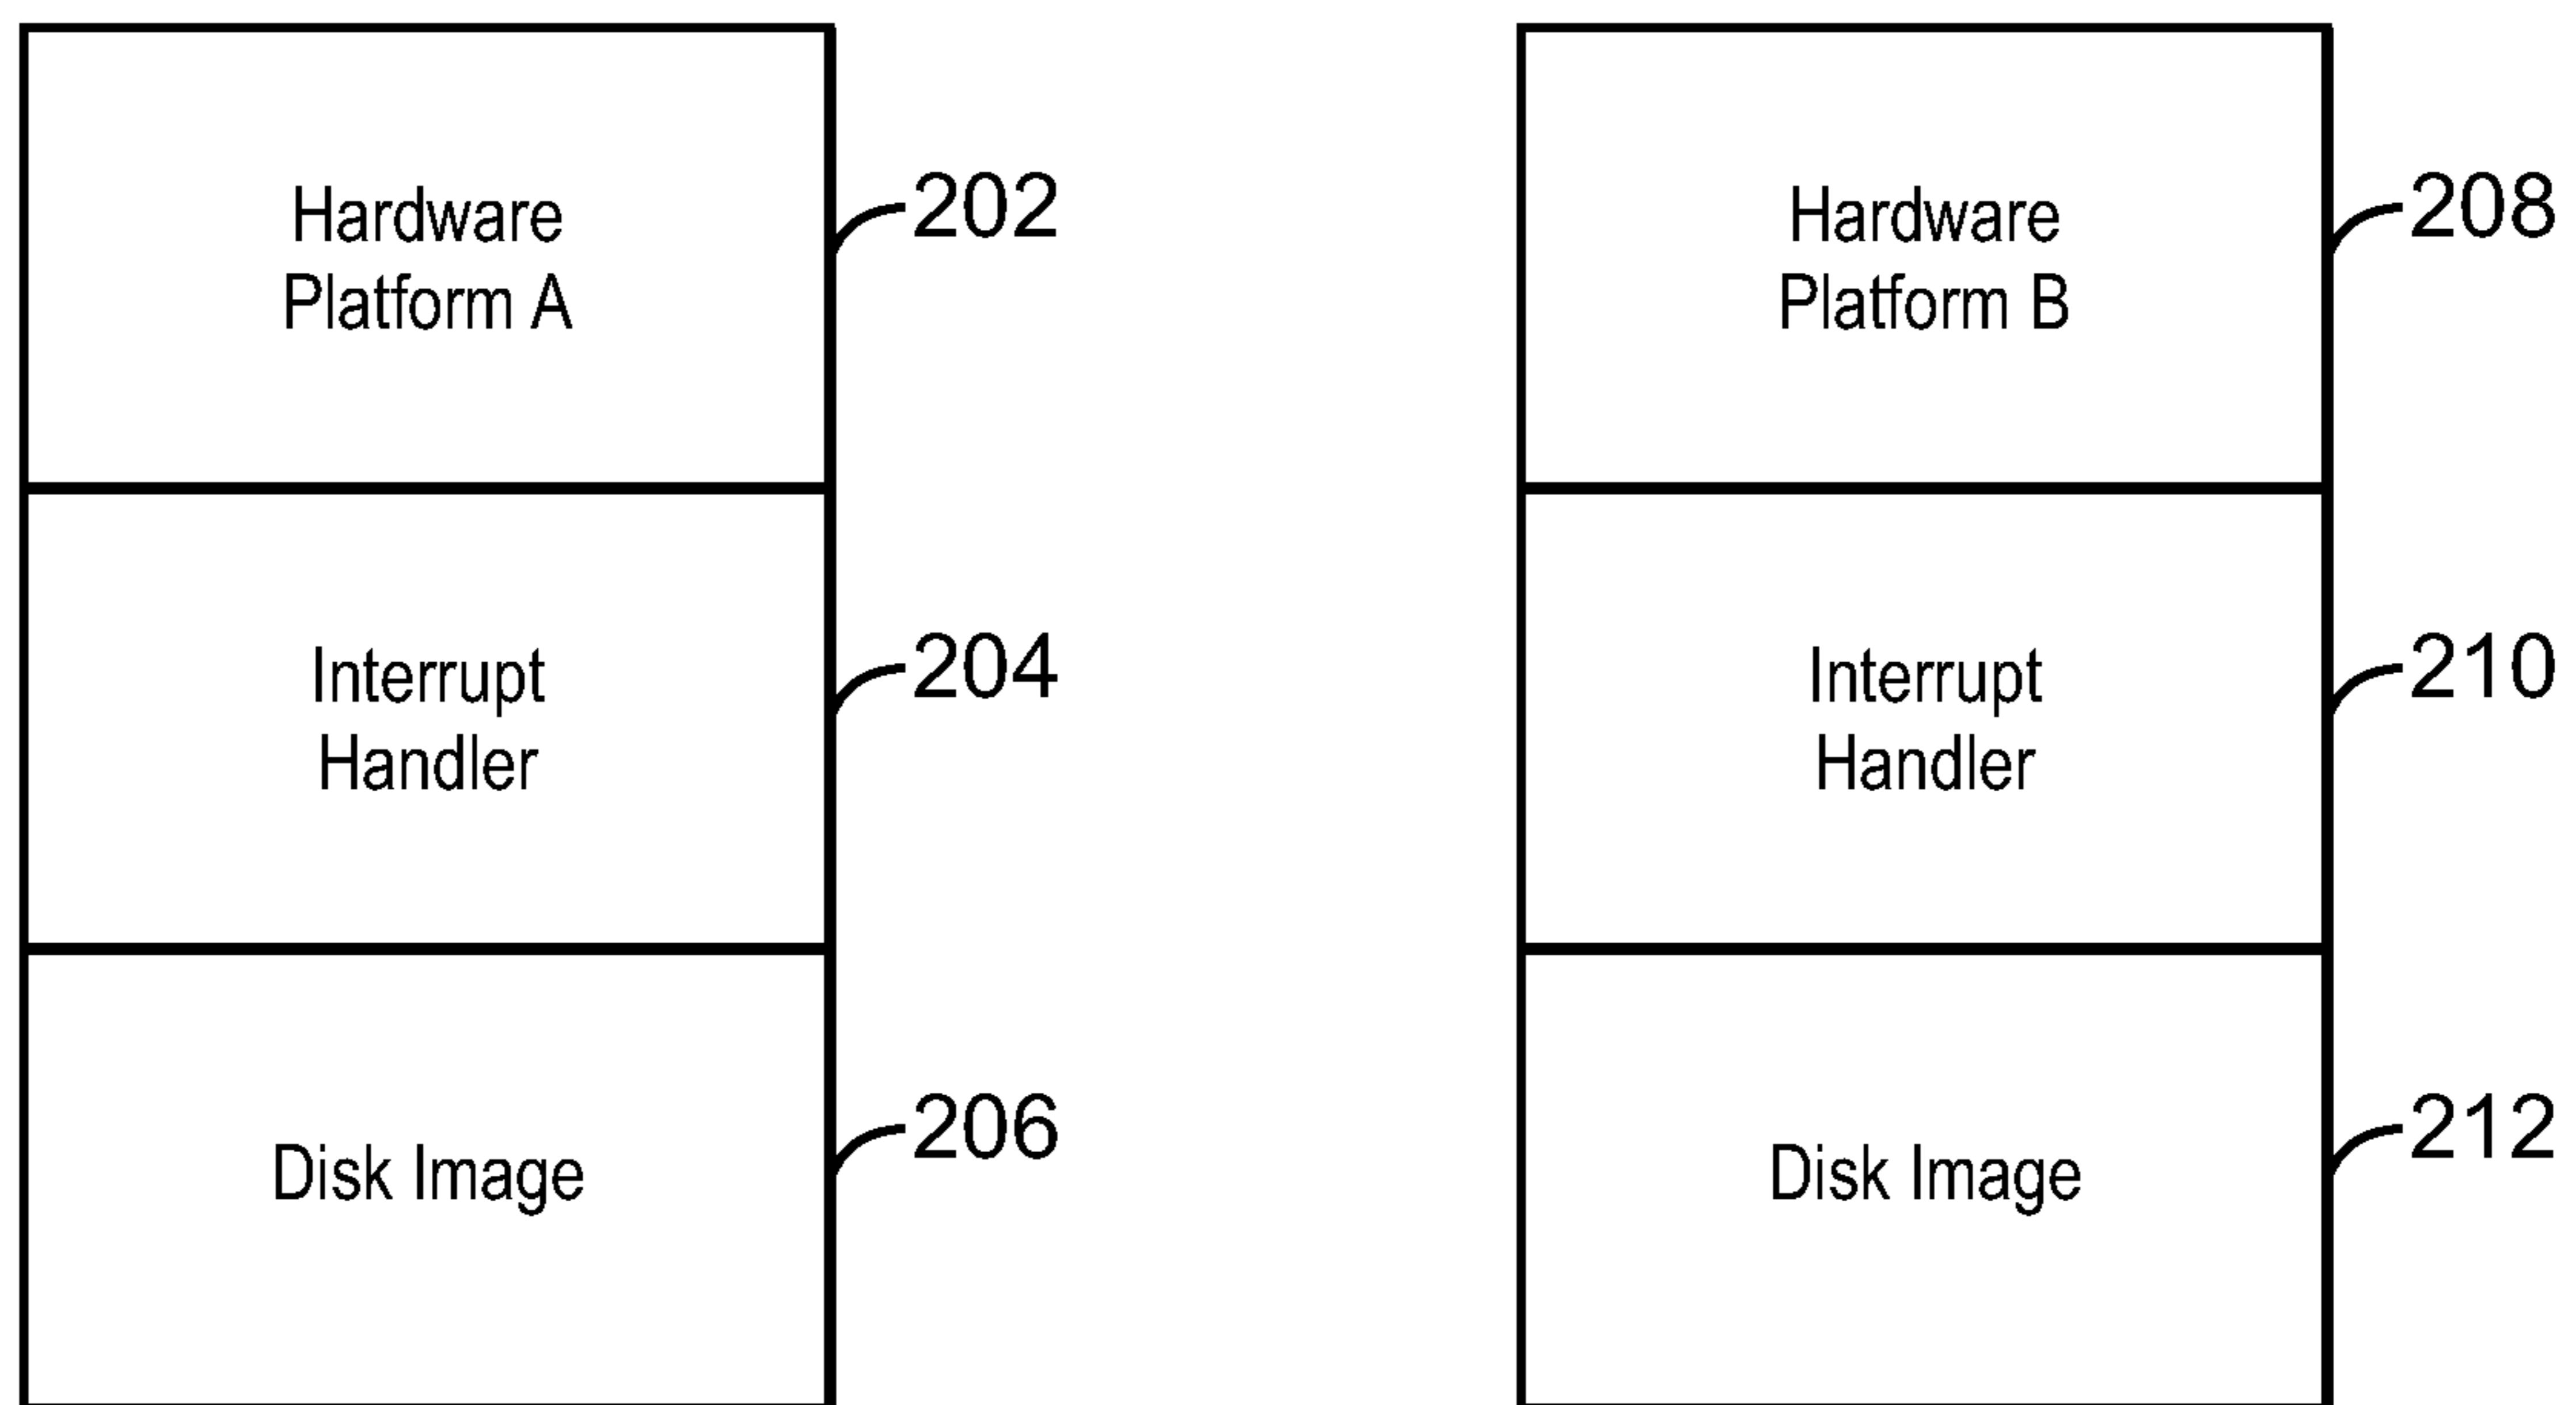 Hardware
Platform A
202
Interrupt
Handler
204
Disk Image
206
Hardware
Platform B
208
Interrupt
Handler
210
Disk Image
212